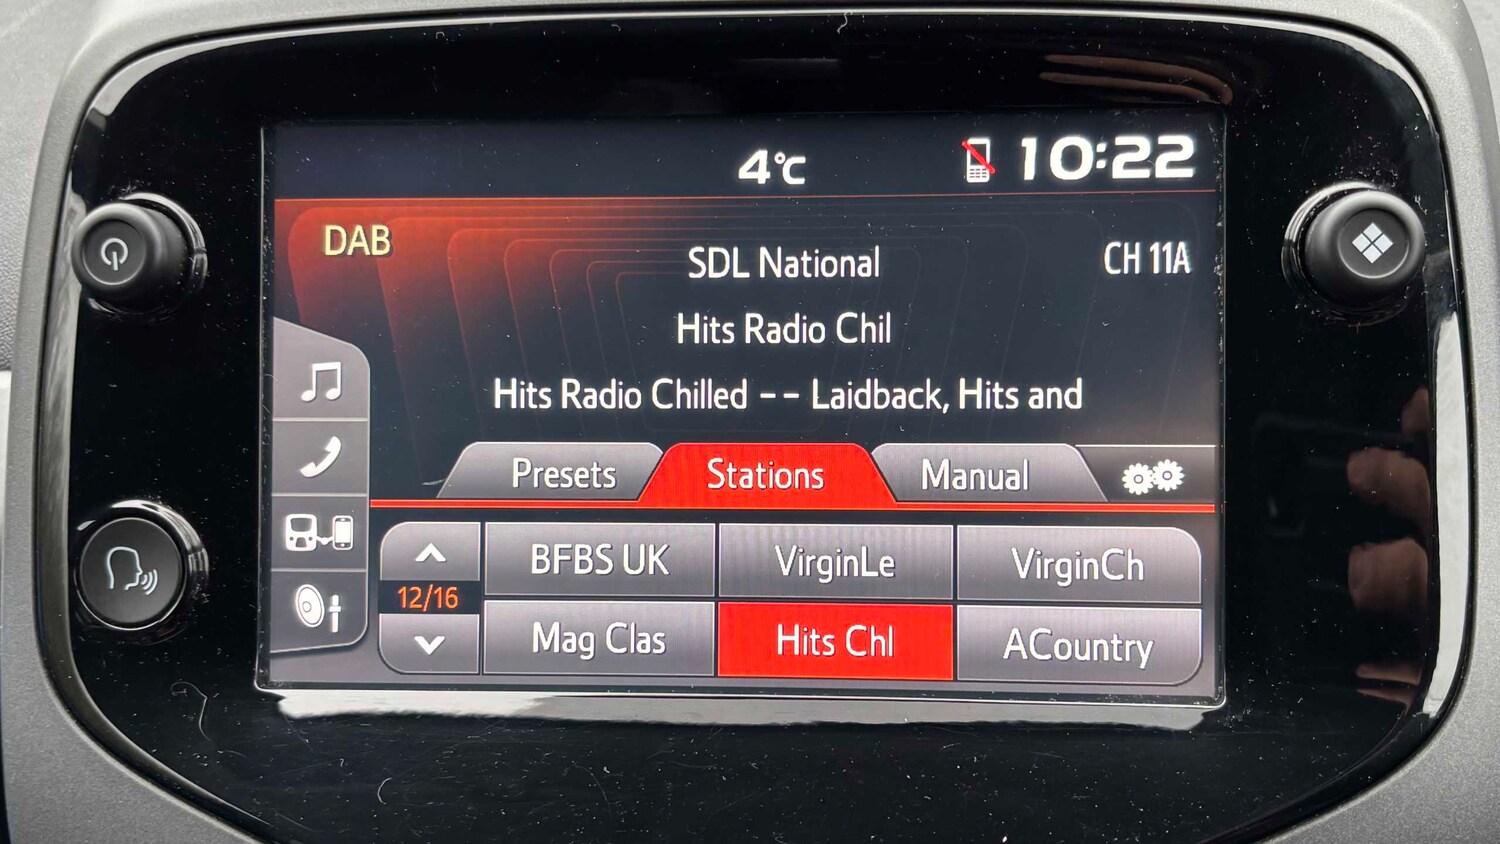 4°C 10:22
DAB SDL National CH 11A
Hits Radio Chil
Hits Radio Chilled -- Laidback, Hits and
Presets Stations Manual
BFBS UK VirginLe VirginCh
12/16
Mag Clas Hits Chl ACountry